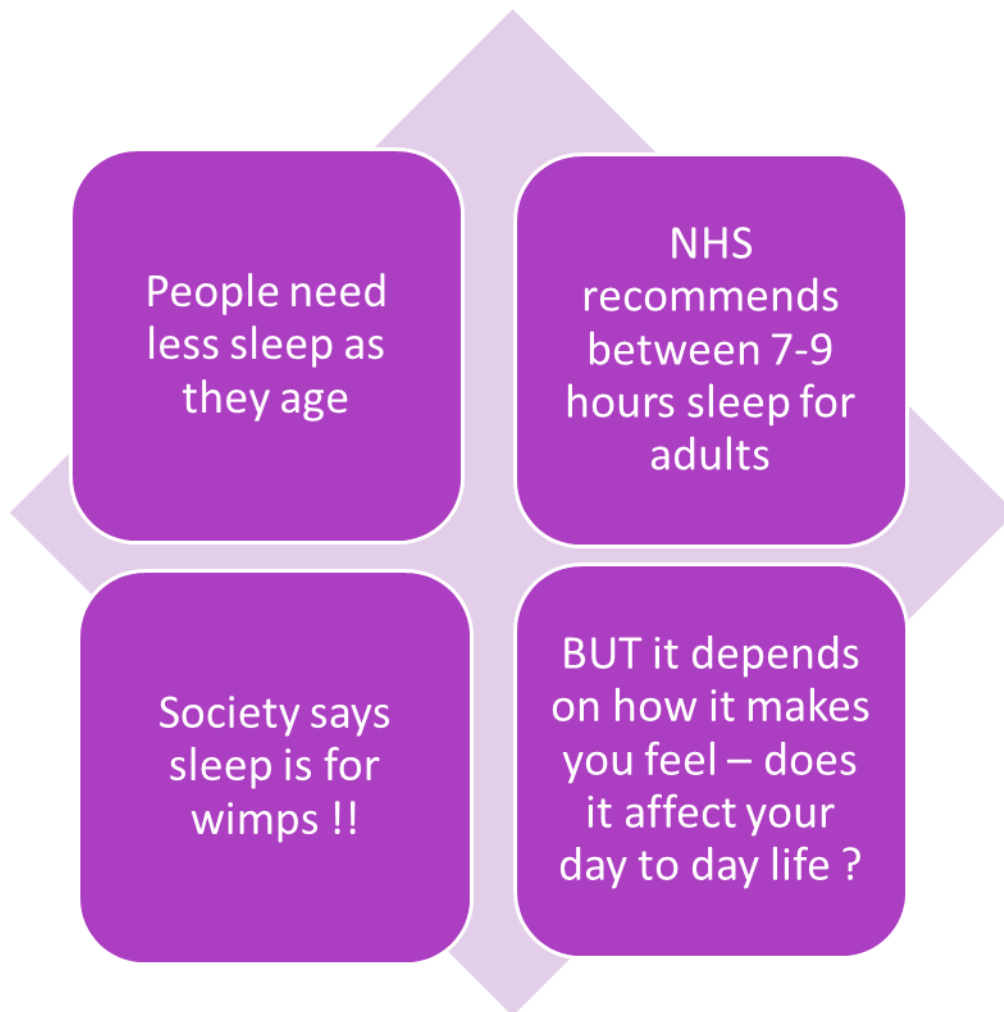 People need
less sleep as
they age
NHS
recommends
between 7-9
hours sleep for
adults
Society says
sleep is for
wimps !!
BUT it depends
on how it makes
you feel – does
it affect your
day to day life ?